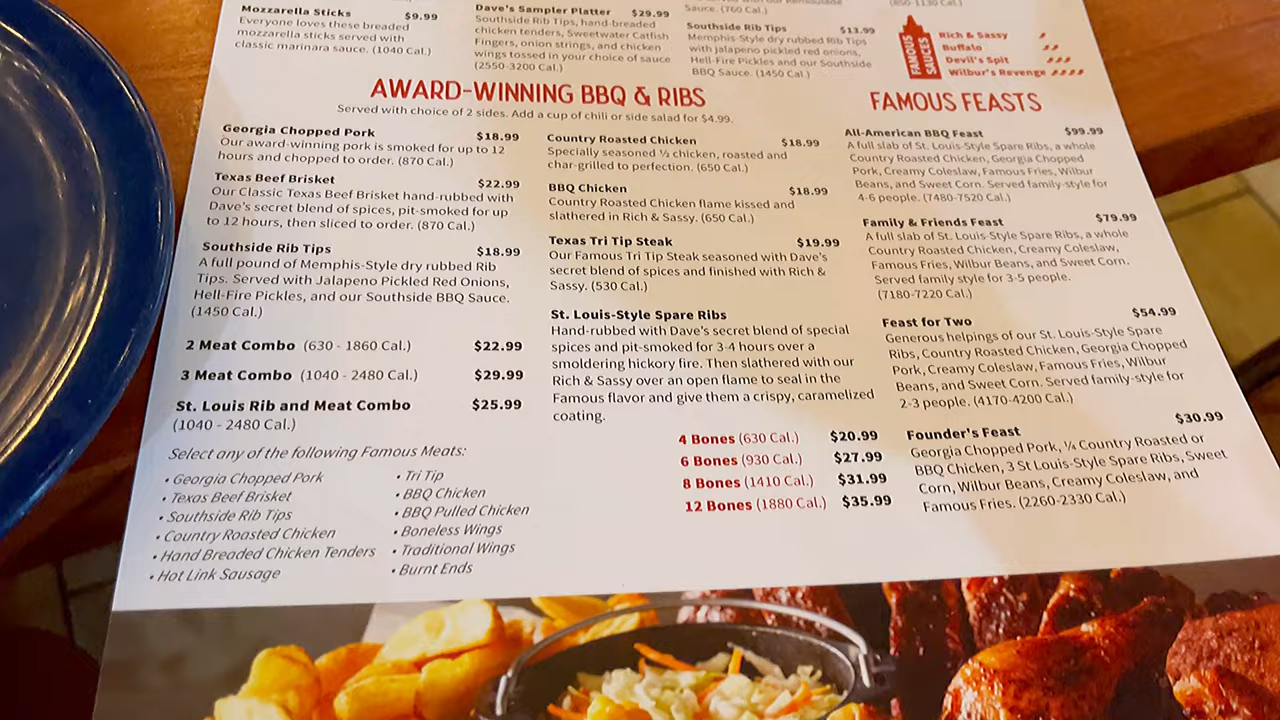 Mozzarella Sticks $9.99
Everyone loves these breaded
mozzarella sticks served with
classic marinara sauce. (1040 Cal.)
Dave's Sampler Platter $29.99
Southside Rib Tips, hand-breaded
chicken tenders, Sweetwater Catfish
Fingers, onion strings, and chicken
wings tossed in your choice of sauce
(2550-3200 Cal.)
Sauce. (760 Cal.)
Southside Rib Tips $13.99
Memphis-Style dry rubbed Rib Tips
with jalapeno pickled red onions,
Hell-Fire Pickles and our Southside
BBQ Sauce. (1450 Cal.)
(850-1130 Cal.)
FAMOUS
SAUCES
Rich & Sassy
Buffalo
Devil's Spit
Wilbur's Revenge
AWARD-WINNING BBQ & RIBS
Served with choice of 2 sides. Add a cup of chili or side salad for $4.99.
Georgia Chopped Pork $18.99
Our award-winning pork is smoked for up to 12
hours and chopped to order. (870 Cal.)
Texas Beef Brisket $22.99
Our Classic Texas Beef Brisket hand-rubbed with
Dave's secret blend of spices, pit-smoked for up
to 12 hours, then sliced to order. (870 Cal.)
Southside Rib Tips $18.99
A full pound of Memphis-Style dry rubbed Rib
Tips. Served with Jalapeno Pickled Red Onions,
Hell-Fire Pickles, and our Southside BBQ Sauce.
(1450 Cal.)
2 Meat Combo (630 - 1860 Cal.) $22.99
3 Meat Combo (1040 - 2480 Cal.) $29.99
St. Louis Rib and Meat Combo $25.99
(1040 - 2480 Cal.)
Select any of the following Famous Meats:
• Georgia Chopped Pork
• Texas Beef Brisket
• Southside Rib Tips
• Country Roasted Chicken
• Hand Breaded Chicken Tenders
• Hot Link Sausage
• Tri Tip
• BBQ Chicken
• BBQ Pulled Chicken
• Boneless Wings
• Traditional Wings
• Burnt Ends
Country Roasted Chicken $18.99
Specially seasoned ½ chicken, roasted and
char-grilled to perfection. (650 Cal.)
BBQ Chicken $18.99
Country Roasted Chicken flame kissed and
slathered in Rich & Sassy. (650 Cal.)
Texas Tri Tip Steak $19.99
Our Famous Tri Tip Steak seasoned with Dave's
secret blend of spices and finished with Rich &
Sassy. (530 Cal.)
St. Louis-Style Spare Ribs
Hand-rubbed with Dave's secret blend of special
spices and pit-smoked for 3-4 hours over a
smoldering hickory fire. Then slathered with our
Rich & Sassy over an open flame to seal in the
Famous flavor and give them a crispy, caramelized
coating.
4 Bones (630 Cal.) $20.99
6 Bones (930 Cal.) $27.99
8 Bones (1410 Cal.) $31.99
12 Bones (1880 Cal.) $35.99
FAMOUS FEASTS
All-American BBQ Feast $99.99
A full slab of St. Louis-Style Spare Ribs, a whole
Country Roasted Chicken, Georgia Chopped
Pork, Creamy Coleslaw, Famous Fries, Wilbur
Beans, and Sweet Corn. Served family-style for
4-6 people. (7480-7520 Cal.)
Family & Friends Feast $79.99
A full slab of St. Louis-Style Spare Ribs, a whole
Country Roasted Chicken, Creamy Coleslaw,
Famous Fries, Wilbur Beans, and Sweet Corn.
Served family style for 3-5 people.
(7180-7220 Cal.)
Feast for Two $54.99
Generous helpings of our St. Louis-Style Spare
Ribs, Country Roasted Chicken, Georgia Chopped
Pork, Creamy Coleslaw, Famous Fries, Wilbur
Beans, and Sweet Corn. Served family-style for
2-3 people. (4170-4200 Cal.)
Founder's Feast $30.99
Georgia Chopped Pork, ¼ Country Roasted or
BBQ Chicken, 3 St Louis-Style Spare Ribs, Sweet
Corn, Wilbur Beans, Creamy Coleslaw, and
Famous Fries. (2260-2330 Cal.)